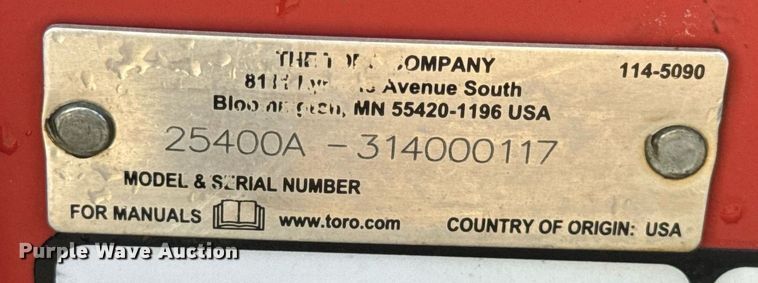 THE COMPANY
114-5090
Avenue South
MN 55420-1196 USA
25400A - 314000117
MODEL & SERIAL NUMBER
FOR MANUALS www.toro.com COUNTRY OF ORIGIN: USA
Purple Wave Auction